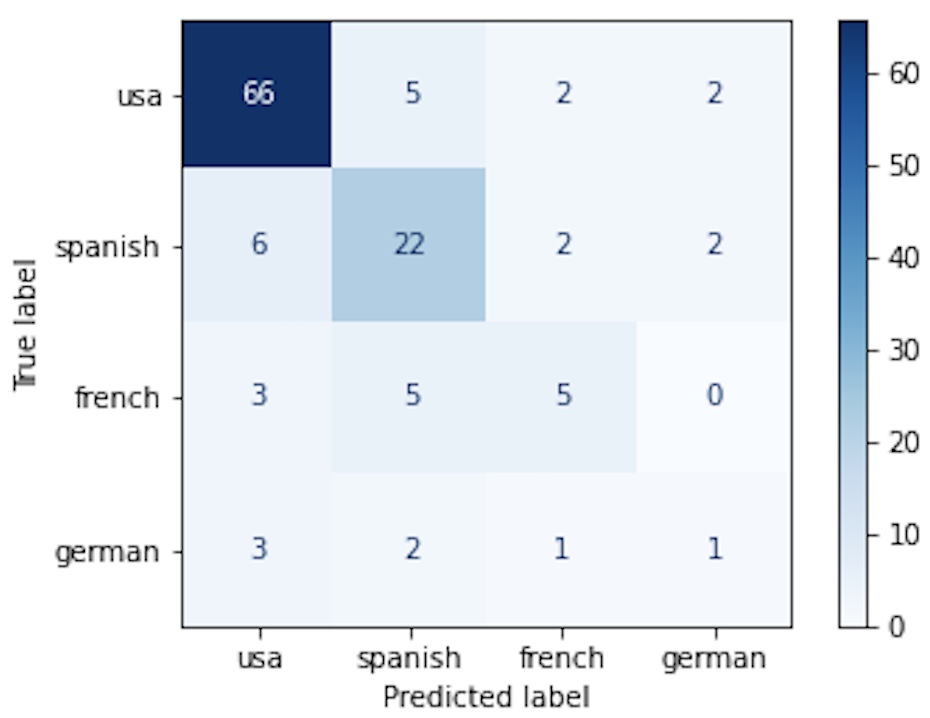 60
usa 66 5 2 2
50
spanish 6 22 2 2
40
True label
30
french 3 5 5 0
20
german 3 2 1 1
10
0
usa spanish french german
Predicted label